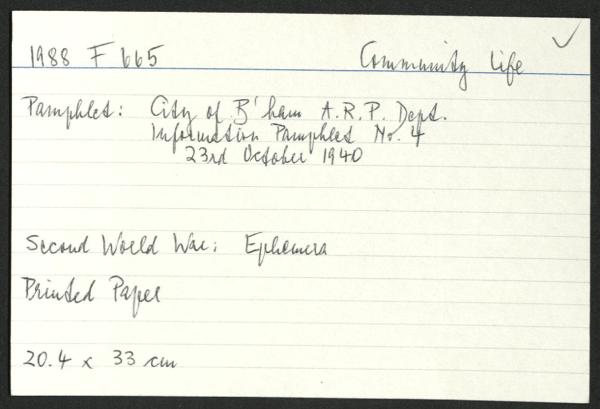 1988 F 665 Community Life
Pamphlet: City of B'ham A.R.P. Dept.
Information Pamphlet No. 4
23rd October 1940
Second World War: Ephemera
Printed Paper
20.4 x 33 cm